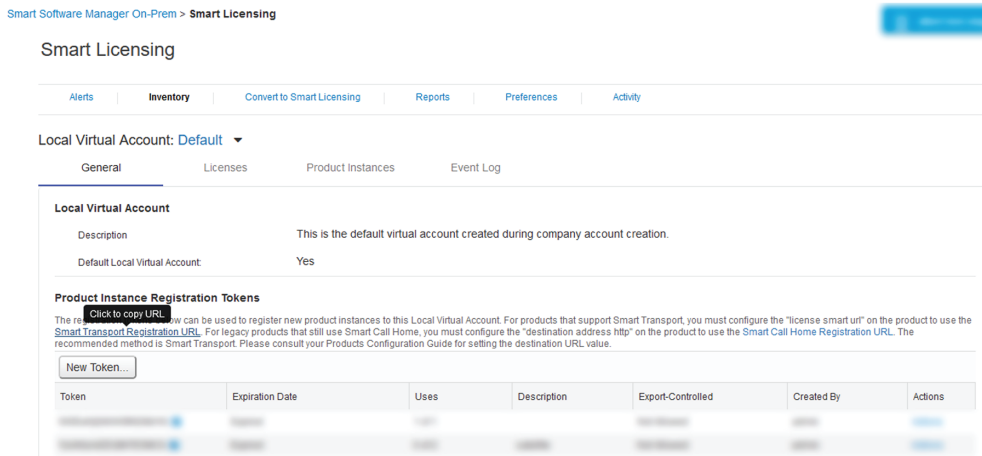 Smart Software Manager On-Prem > Smart Licensing
Smart Licensing
Alerts Inventory Convert to Smart Licensing Reports Preferences Activity
Local Virtual Account: Default
General Licenses Product Instances Event Log
Local Virtual Account
Description This is the default virtual account created during company account creation.
Default Local Virtual Account: Yes
Product Instance Registration Tokens
Click to copy URL
The re ow can be used to register new product instances to this Local Virtual Account. For products that support Smart Transport, you must configure the "license smart url" on the product to use the
Smart Transport Registration URL. For legacy products that still use Smart Call Home, you must configure the "destination address http" on the product to use the Smart Call Home Registration URL. The
recommended method is Smart Transport. Please consult your Products Configuration Guide for setting the destination URL value.
New Token...
Token Expiration Date Uses Description Export-Controlled Created By Actions